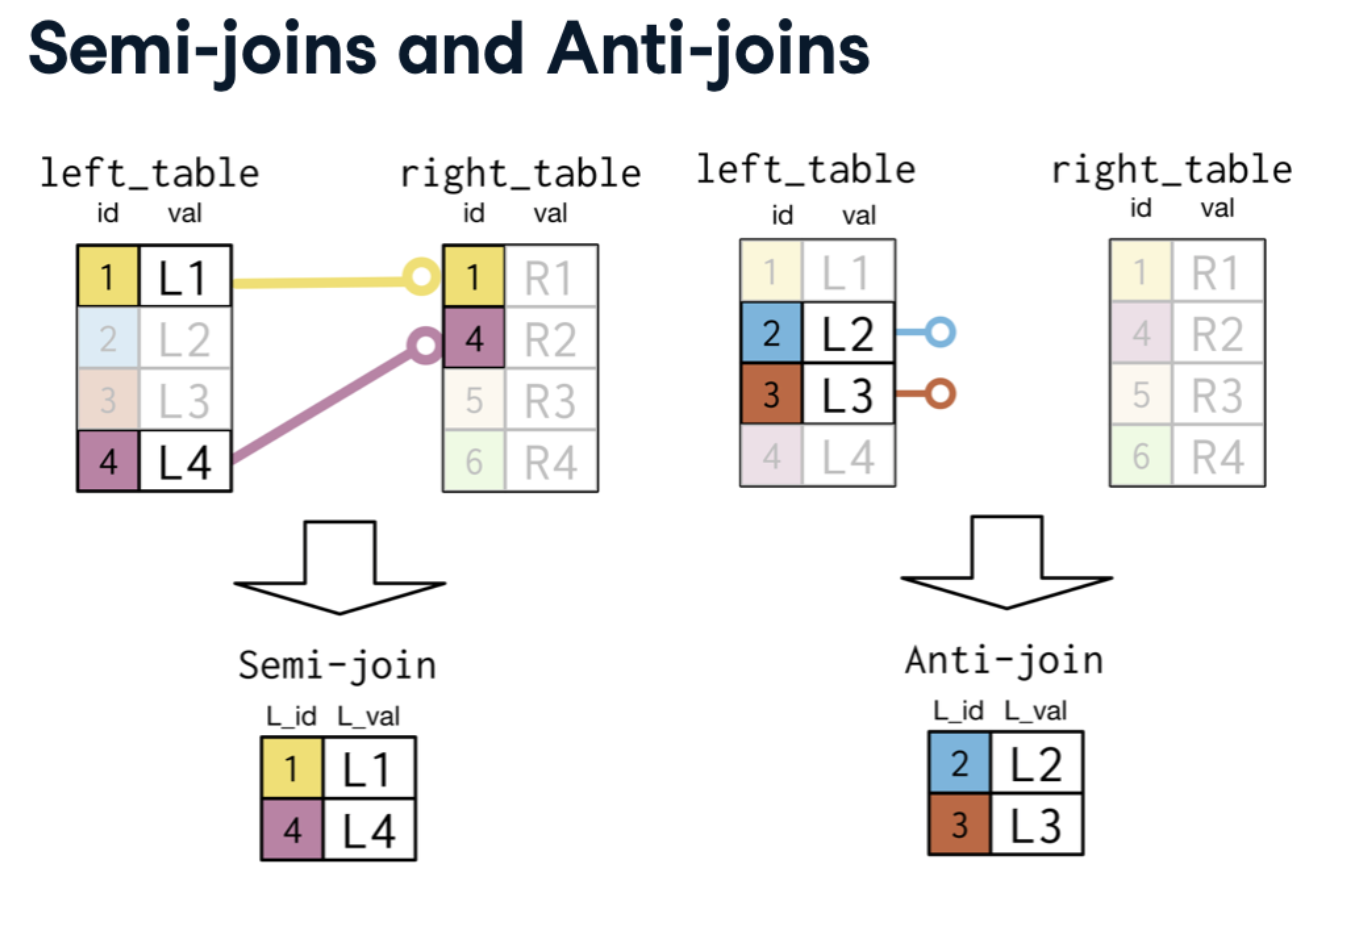 Semi-joins and Anti-joins
left_table right_table
id val id val
1 L1 1 R1
2 L2 4 R2
3 L3 5 R3
4 L4 6 R4
Semi-join
L_id L_val
1 L1
4 L4
left_table right_table
id val id val
1 L1 1 R1
2 L2 4 R2
3 L3 5 R3
4 L4 6 R4
Anti-join
L_id L_val
2 L2
3 L3